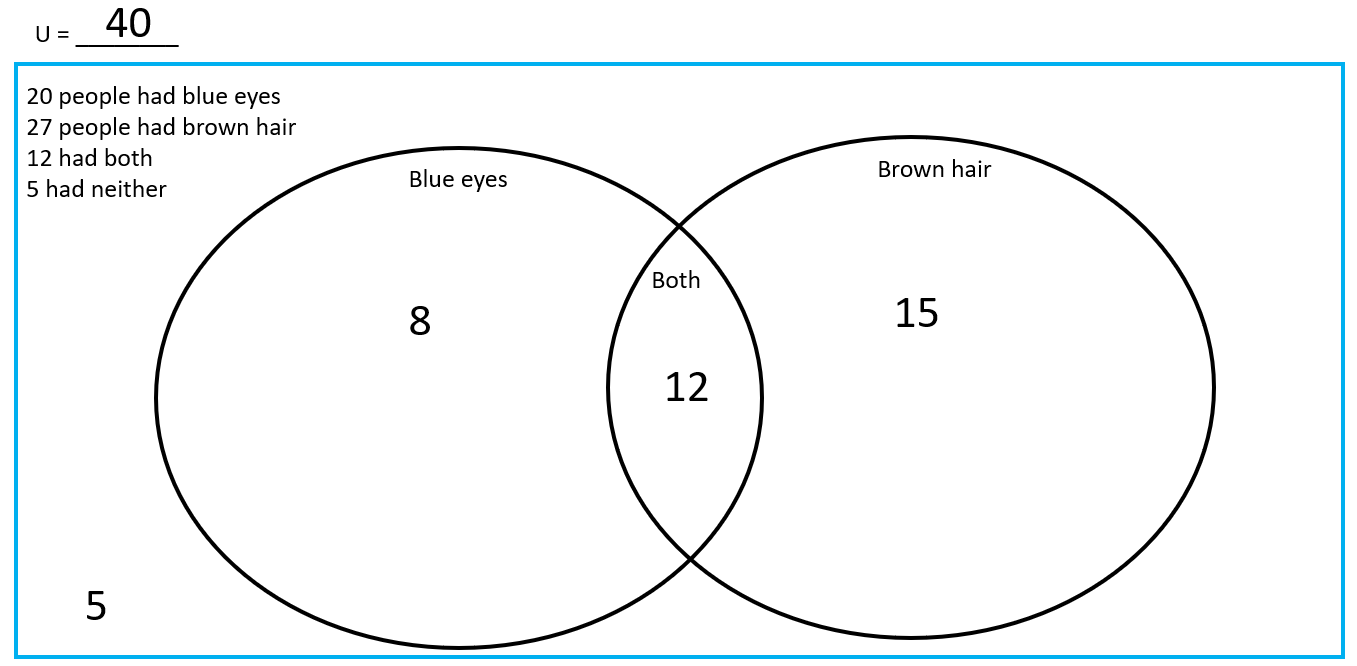 U = 40
20 people had blue eyes
27 people had brown hair
12 had both
5 had neither
Blue eyes
Brown hair
Both
8
15
12
5